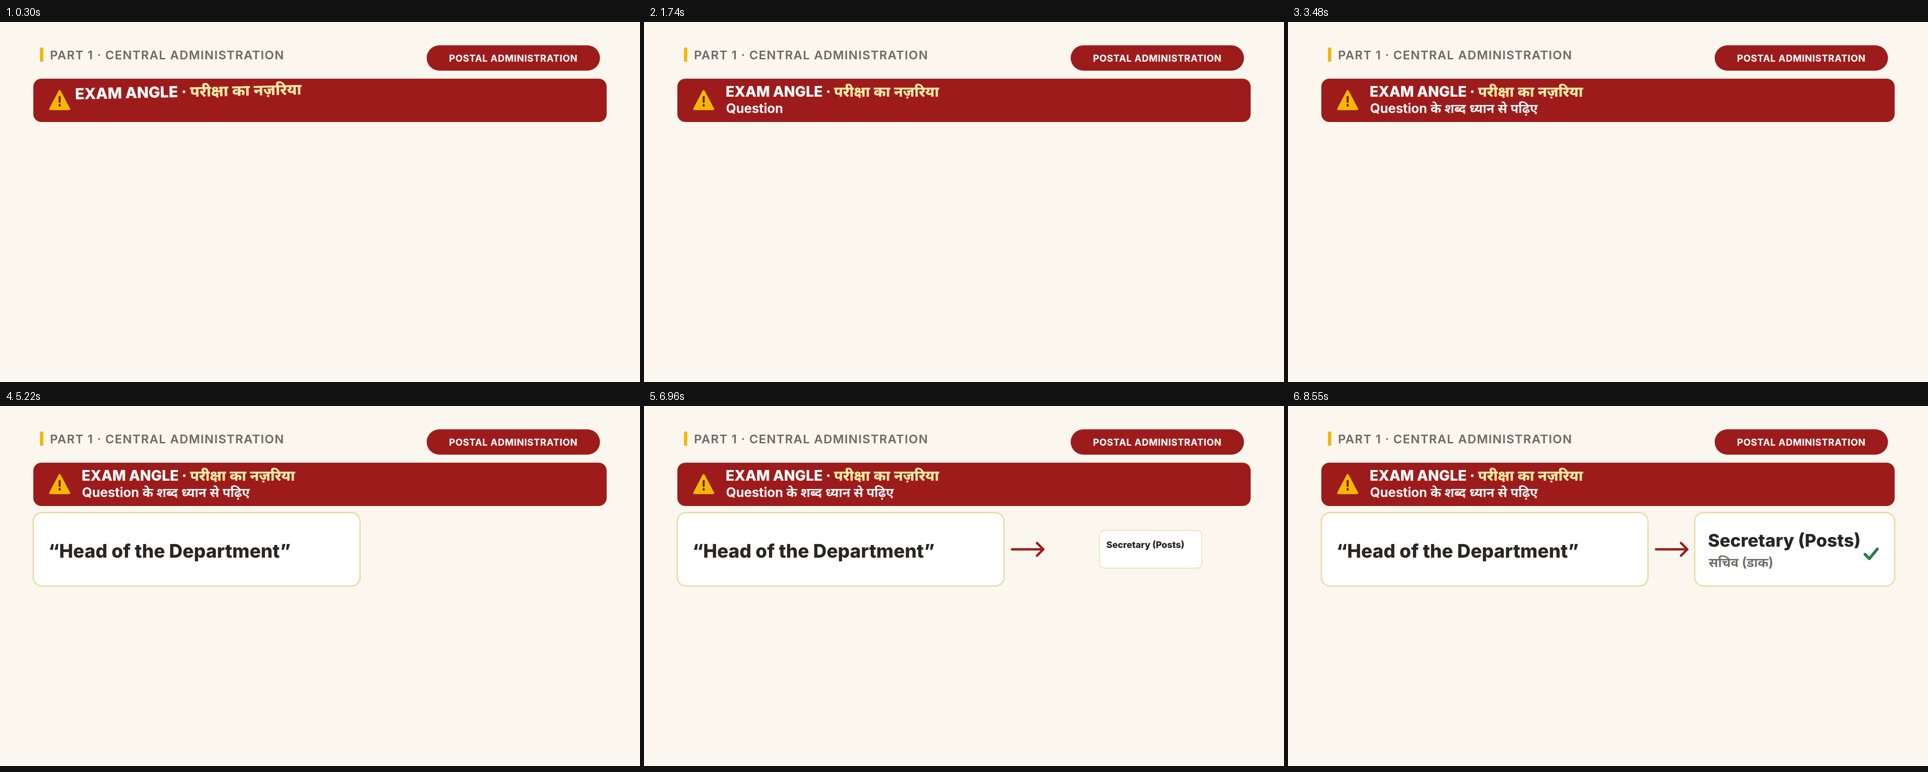 1. 0.30s
PART 1 · CENTRAL ADMINISTRATION
POSTAL ADMINISTRATION
EXAM ANGLE · परीक्षा का नज़रिया
2. 1.74s
PART 1 · CENTRAL ADMINISTRATION
POSTAL ADMINISTRATION
EXAM ANGLE · परीक्षा का नज़रिया
Question
3. 3.48s
PART 1 · CENTRAL ADMINISTRATION
POSTAL ADMINISTRATION
EXAM ANGLE · परीक्षा का नज़रिया
Question के शब्द ध्यान से पढ़िए
4. 5.22s
PART 1 · CENTRAL ADMINISTRATION
POSTAL ADMINISTRATION
EXAM ANGLE · परीक्षा का नज़रिया
Question के शब्द ध्यान से पढ़िए
“Head of the Department”
5. 6.96s
PART 1 · CENTRAL ADMINISTRATION
POSTAL ADMINISTRATION
EXAM ANGLE · परीक्षा का नज़रिया
Question के शब्द ध्यान से पढ़िए
“Head of the Department”
Secretary (Posts)
6. 8.55s
PART 1 · CENTRAL ADMINISTRATION
POSTAL ADMINISTRATION
EXAM ANGLE · परीक्षा का नज़रिया
Question के शब्द ध्यान से पढ़िए
“Head of the Department”
Secretary (Posts)
सचिव (डाक)